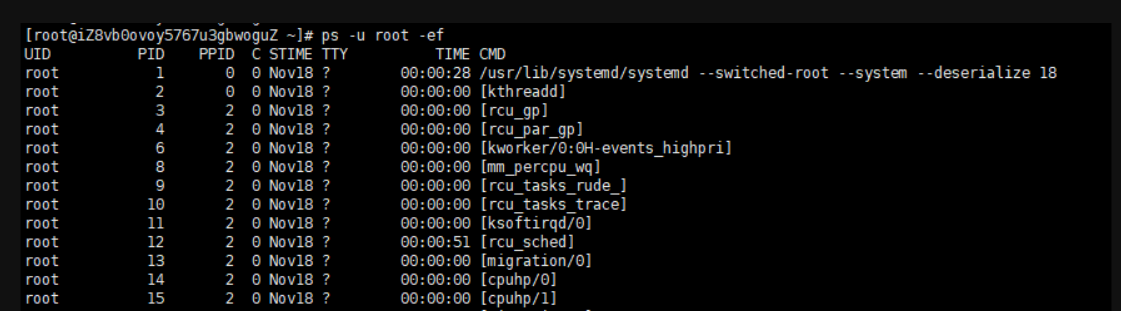 [root@iZ8vb0ovoy5767u3gbwoguZ ~]# ps -u root -ef
UID PID PPID C STIME TTY TIME CMD
root 1 0 0 Nov18 ? 00:00:28 /usr/lib/systemd/systemd --switched-root --system --deserialize 18
root 2 0 0 Nov18 ? 00:00:00 [kthreadd]
root 3 2 0 Nov18 ? 00:00:00 [rcu_gp]
root 4 2 0 Nov18 ? 00:00:00 [rcu_par_gp]
root 6 2 0 Nov18 ? 00:00:00 [kworker/0:0H-events_highpri]
root 8 2 0 Nov18 ? 00:00:00 [mm_percpu_wq]
root 9 2 0 Nov18 ? 00:00:00 [rcu_tasks_rude_]
root 10 2 0 Nov18 ? 00:00:00 [rcu_tasks_trace]
root 11 2 0 Nov18 ? 00:00:00 [ksoftirqd/0]
root 12 2 0 Nov18 ? 00:00:51 [rcu_sched]
root 13 2 0 Nov18 ? 00:00:00 [migration/0]
root 14 2 0 Nov18 ? 00:00:00 [cpuhp/0]
root 15 2 0 Nov18 ? 00:00:00 [cpuhp/1]